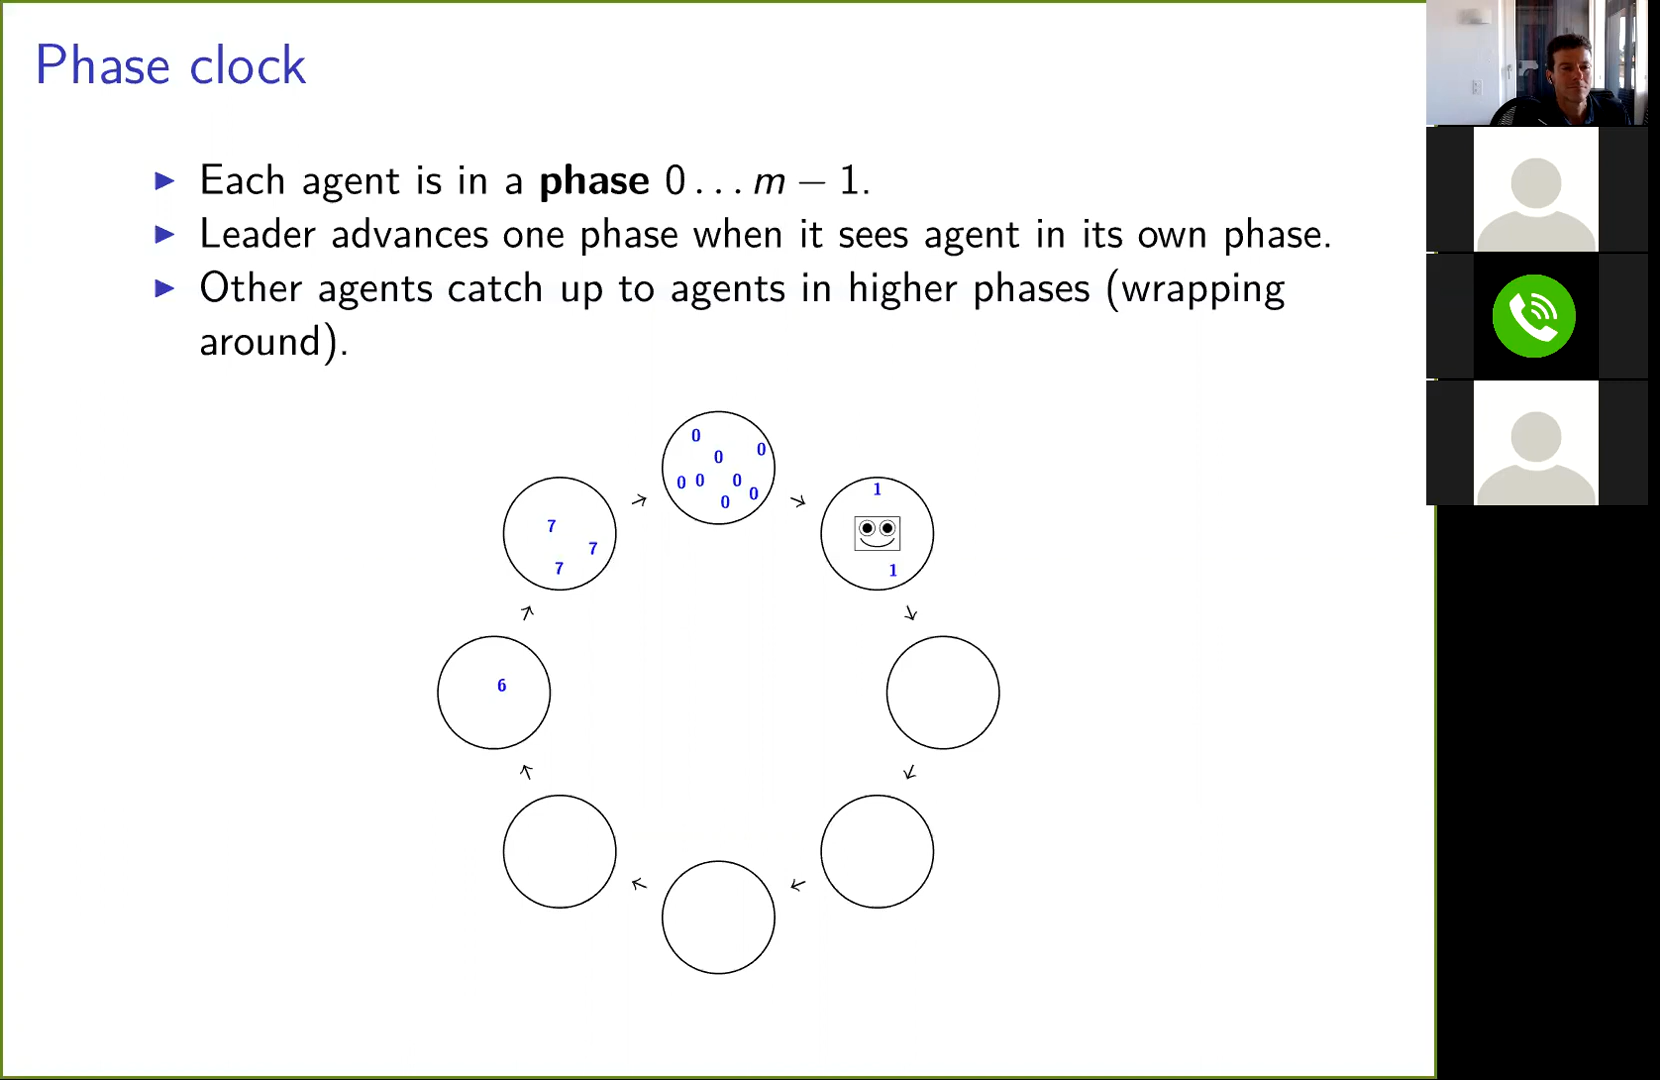 Phase clock
▶ Each agent is in a phase 0 . . . m − 1.
▶ Leader advances one phase when it sees agent in its own phase.
▶ Other agents catch up to agents in higher phases (wrapping
around).
0
0
0
0 0 0
0
0
1
1
7
7
7
6